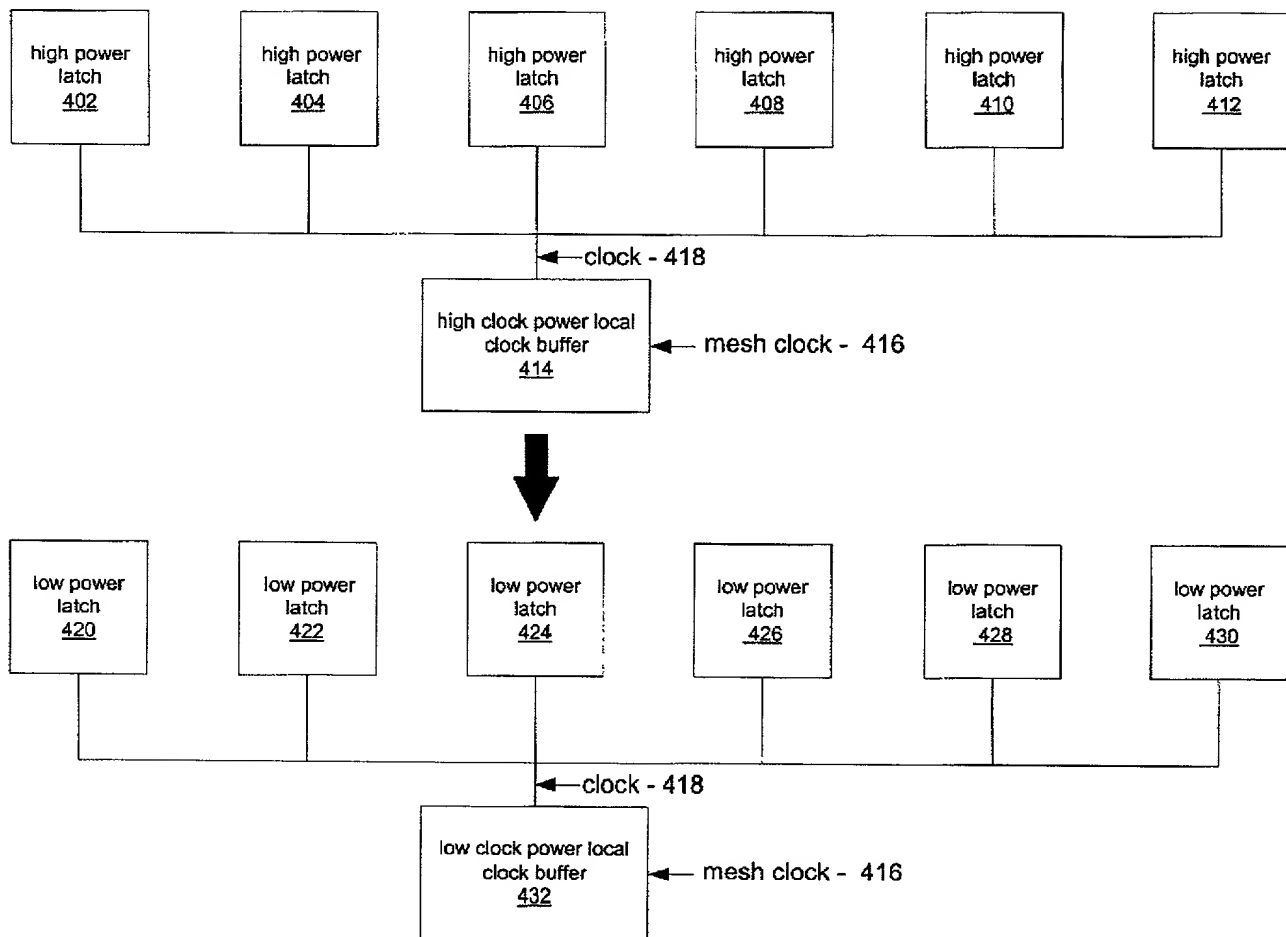 high power
latch
402
high power
latch
404
high power
latch
406
high power
latch
408
high power
latch
410
high power
latch
412
clock - 418
high clock power local
clock buffer
414
mesh clock - 416
low power
latch
420
low power
latch
422
low power
latch
424
low power
latch
426
low power
latch
428
low power
latch
430
clock - 418
low clock power local
clock buffer
432
mesh clock - 416